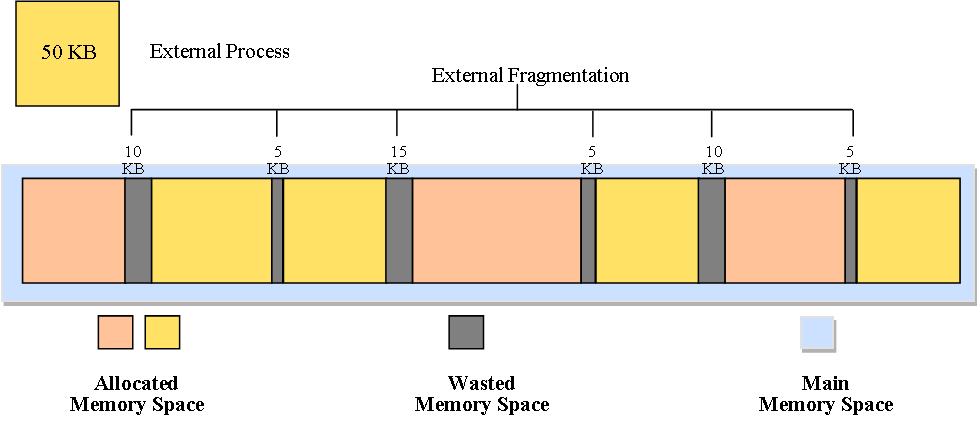 50 KB
External Process
External Fragmentation
10
KB
5
KB
15
KB
5
KB
10
KB
5
KB
Allocated
Memory Space
Wasted
Memory Space
Main
Memory Space